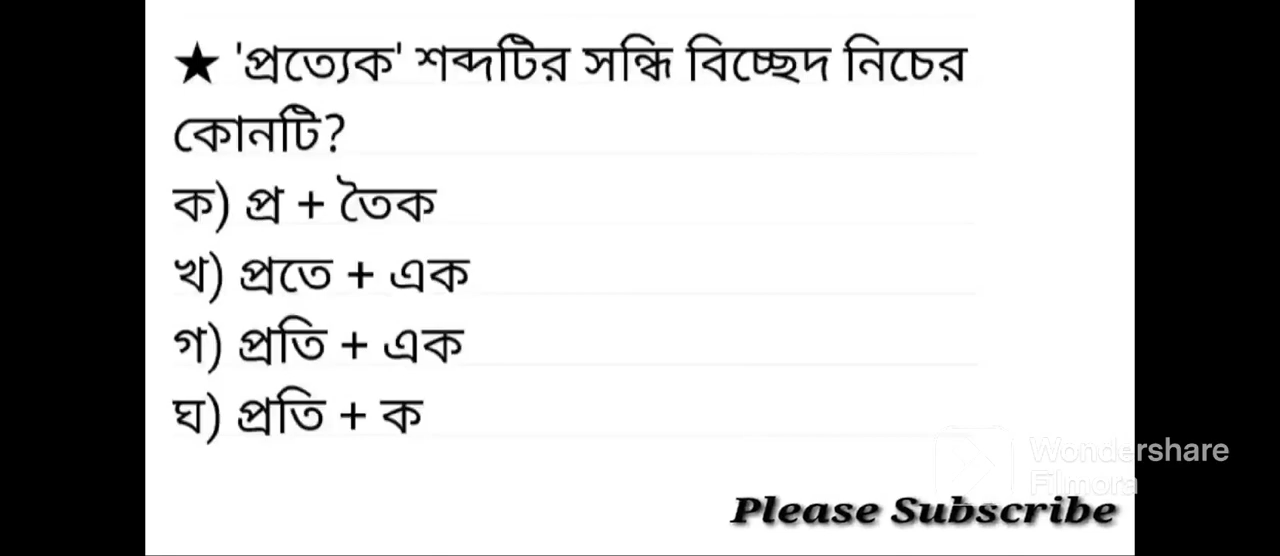 ★ 'প্রত্যেক' শব্দটির সন্ধি বিচ্ছেদ নিচের
কোনটি?
ক) প্র + তৈক
খ) প্রতে + এক
গ) প্রতি + এক
ঘ) প্রতি + ক
Wondershare
Filmora
Please Subscribe